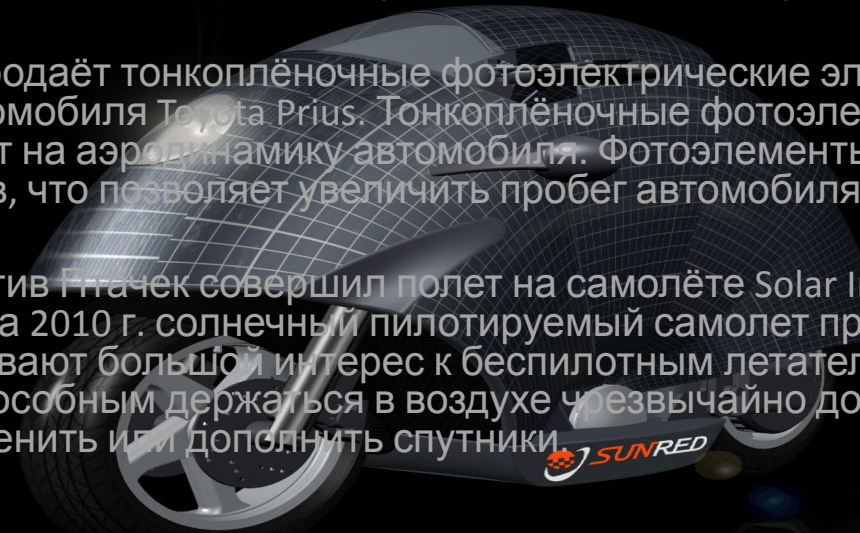 одаёт тонкоплёночные фотоэлектрические эл
омобиля Toyota Prius. Тонкоплёночные фотоэле
т на аэродинамику автомобиля. Фотоэлементы
в, что позволяет увеличить пробег автомобиля
тив Птачек совершил полет на самолёте Solar I
а 2010 г. солнечный пилотируемый самолет пр
вают большой интерес к беспилотным летател
особным держаться в воздухе чрезвычайно до
енить или дополнить спутники.
SUNRED